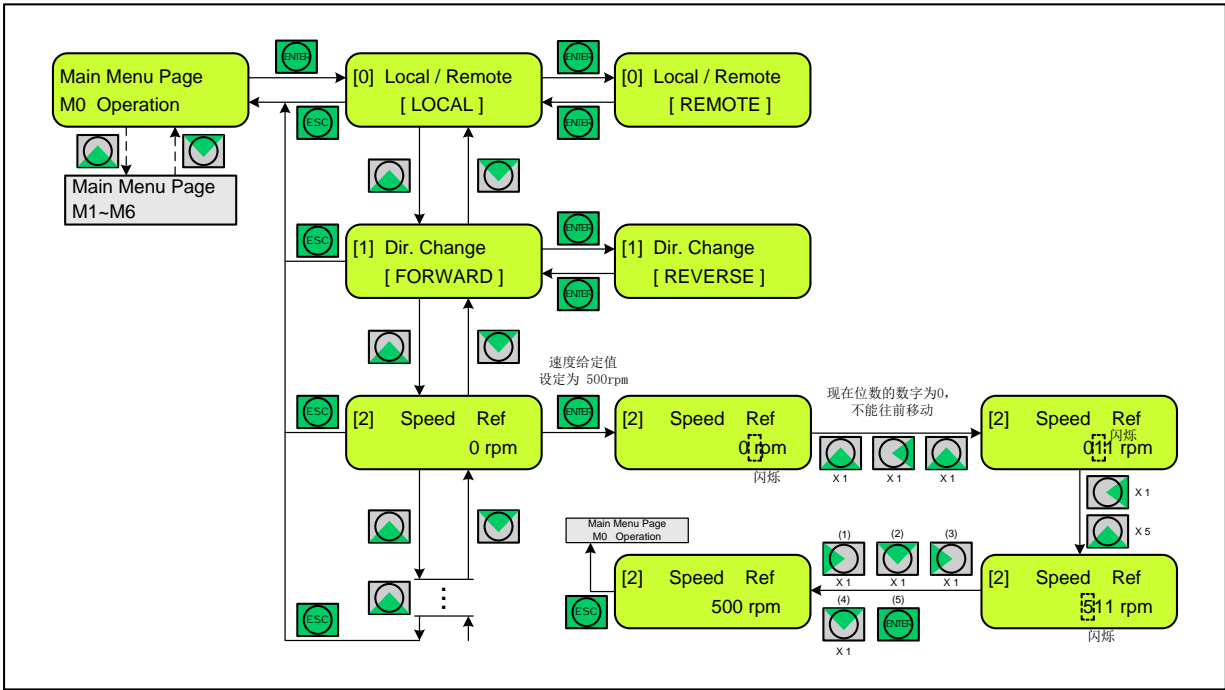 ENTER
ENTER
Main Menu Page
M0 Operation
[0] Local / Remote
[ LOCAL ]
[0] Local / Remote
[ REMOTE ]
ESC
ENTER
Main Menu Page
M1~M6
ESC
ENTER
[1] Dir. Change
[ FORWARD ]
[1] Dir. Change
[ REVERSE ]
ENTER
速度给定值
设定为 500rpm
现在位数的数字为0,
不能往前移动
ESC
ENTER
[2] Speed Ref
0 rpm
[2] Speed Ref
0 rpm
闪烁
X 1
X 1
X 1
[2] Speed Ref
闪烁
011 rpm
X 1
X 5
Main Menu Page
M0 Operation
(1)
(2)
(3)
X 1
X 1
X 1
ESC
[2] Speed Ref
500 rpm
(4)
(5)
ENTER
X 1
[2] Speed Ref
511 rpm
闪烁
⋮
ESC